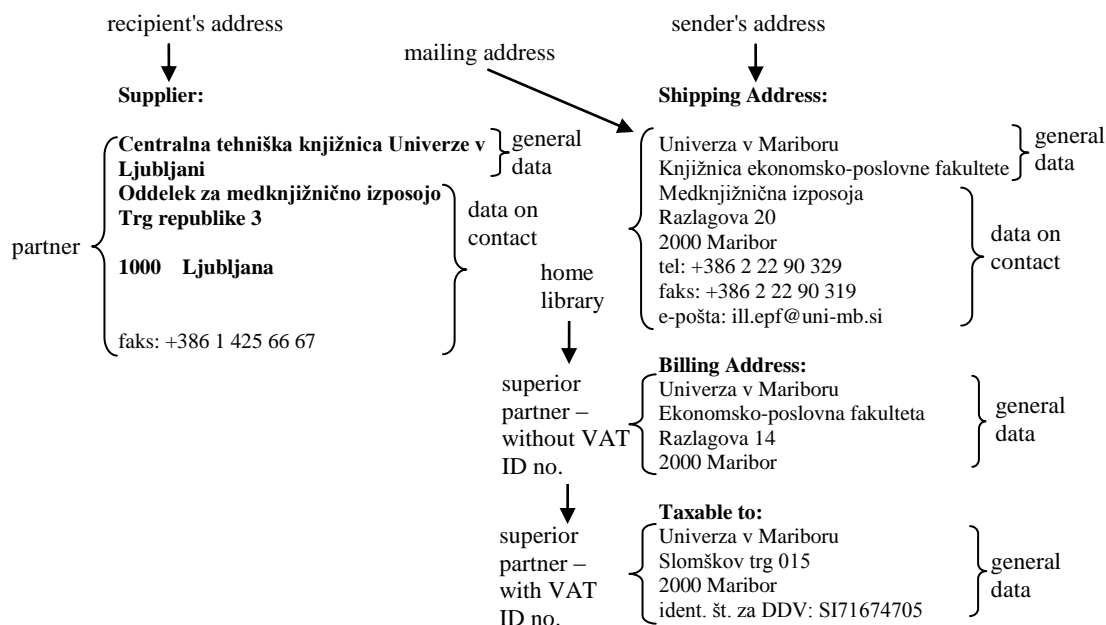 recipient's address
sender's address
mailing address
Supplier:
Centralna tehniška knjižnica Univerze v
Ljubljani
Oddelek za medknjižnično izposojo
Trg republike 3
1000 Ljubljana
faks: +386 1 425 66 67
general
data
data on
contact
partner
Shipping Address:
Univerza v Mariboru
Knjižnica ekonomsko-poslovne fakultete
Medknjižnična izposoja
Razlagova 20
2000 Maribor
tel: +386 2 22 90 329
faks: +386 2 22 90 319
e-pošta: ill.epf@uni-mb.si
general
data
data on
contact
home
library
superior
partner –
without VAT
ID no.
Billing Address:
Univerza v Mariboru
Ekonomsko-poslovna fakulteta
Razlagova 14
2000 Maribor
general
data
superior
partner –
with VAT
ID no.
Taxable to:
Univerza v Mariboru
Slomškov trg 015
2000 Maribor
ident. št. za DDV: SI71674705
general
data